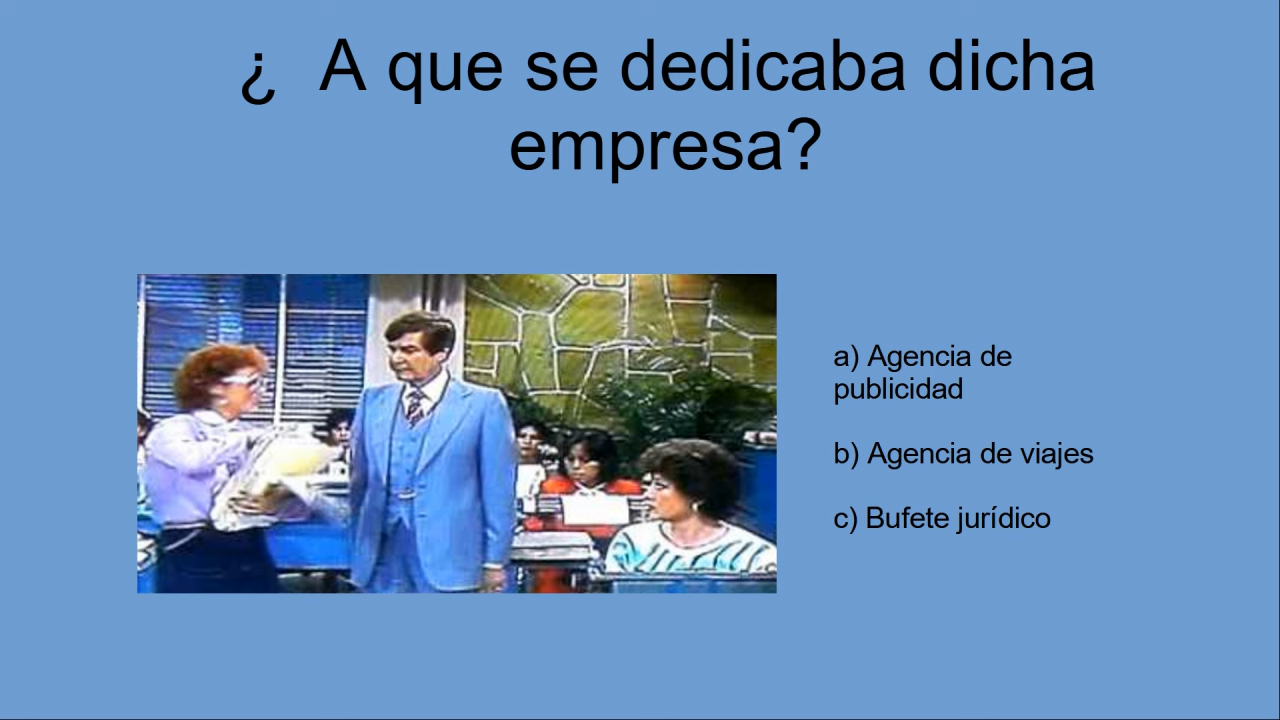 ¿ A que se dedicaba dicha
empresa?
a) Agencia de
publicidad
b) Agencia de viajes
c) Bufete jurídico